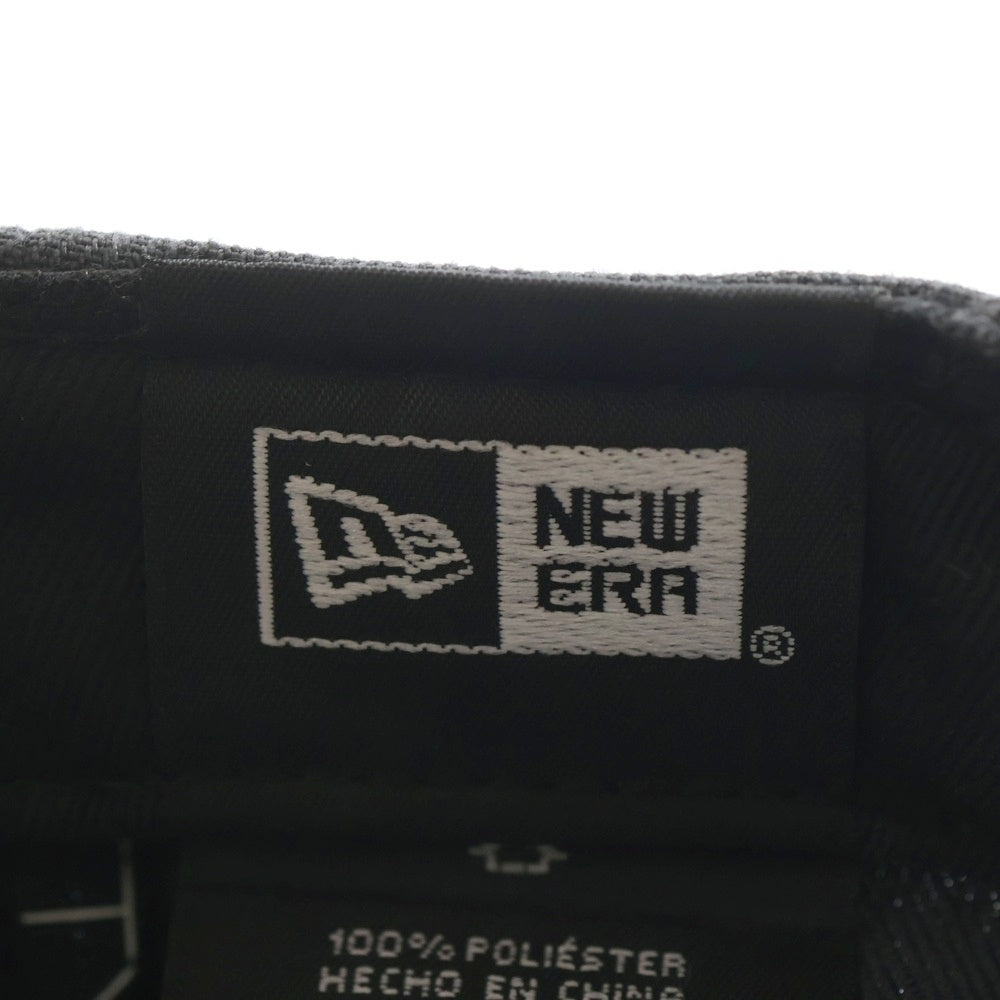 NEW
ERA
®
100% POLIÉSTER
HECHO EN CHINA